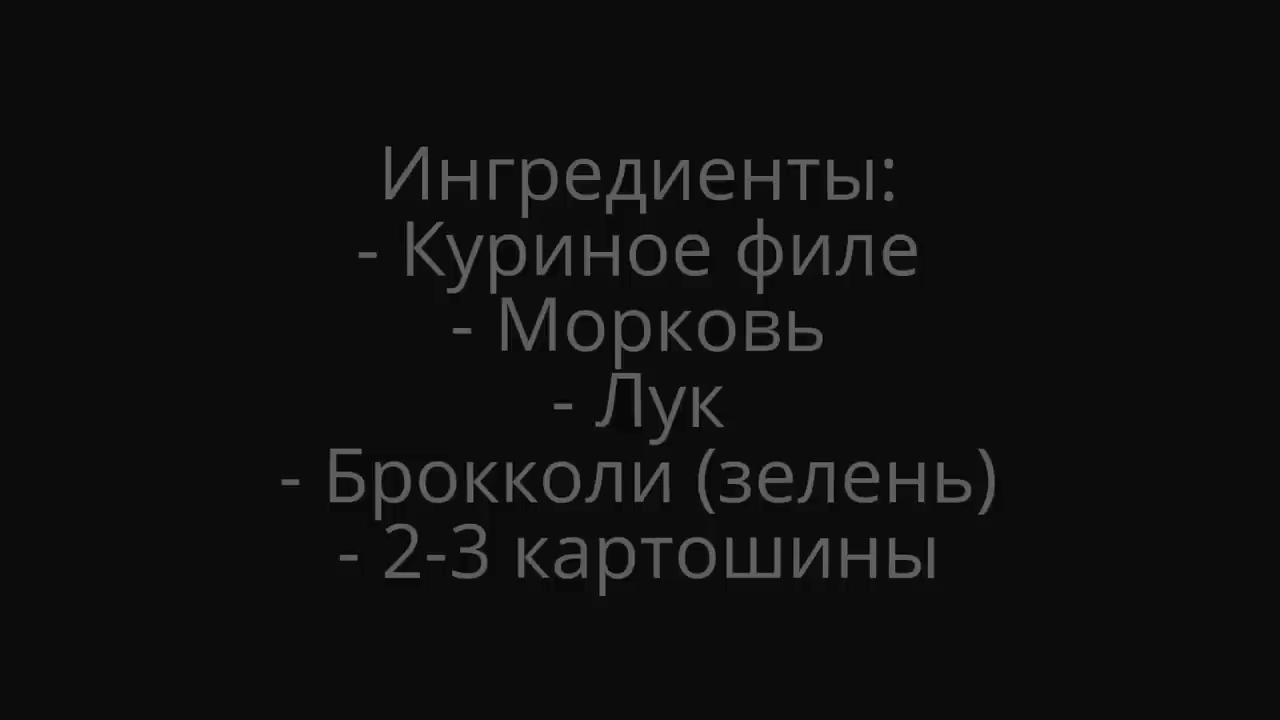 Ингредиенты:
- Куриное филе
- Морковь
- Лук
- Брокколи (зелень)
- 2-3 картошины